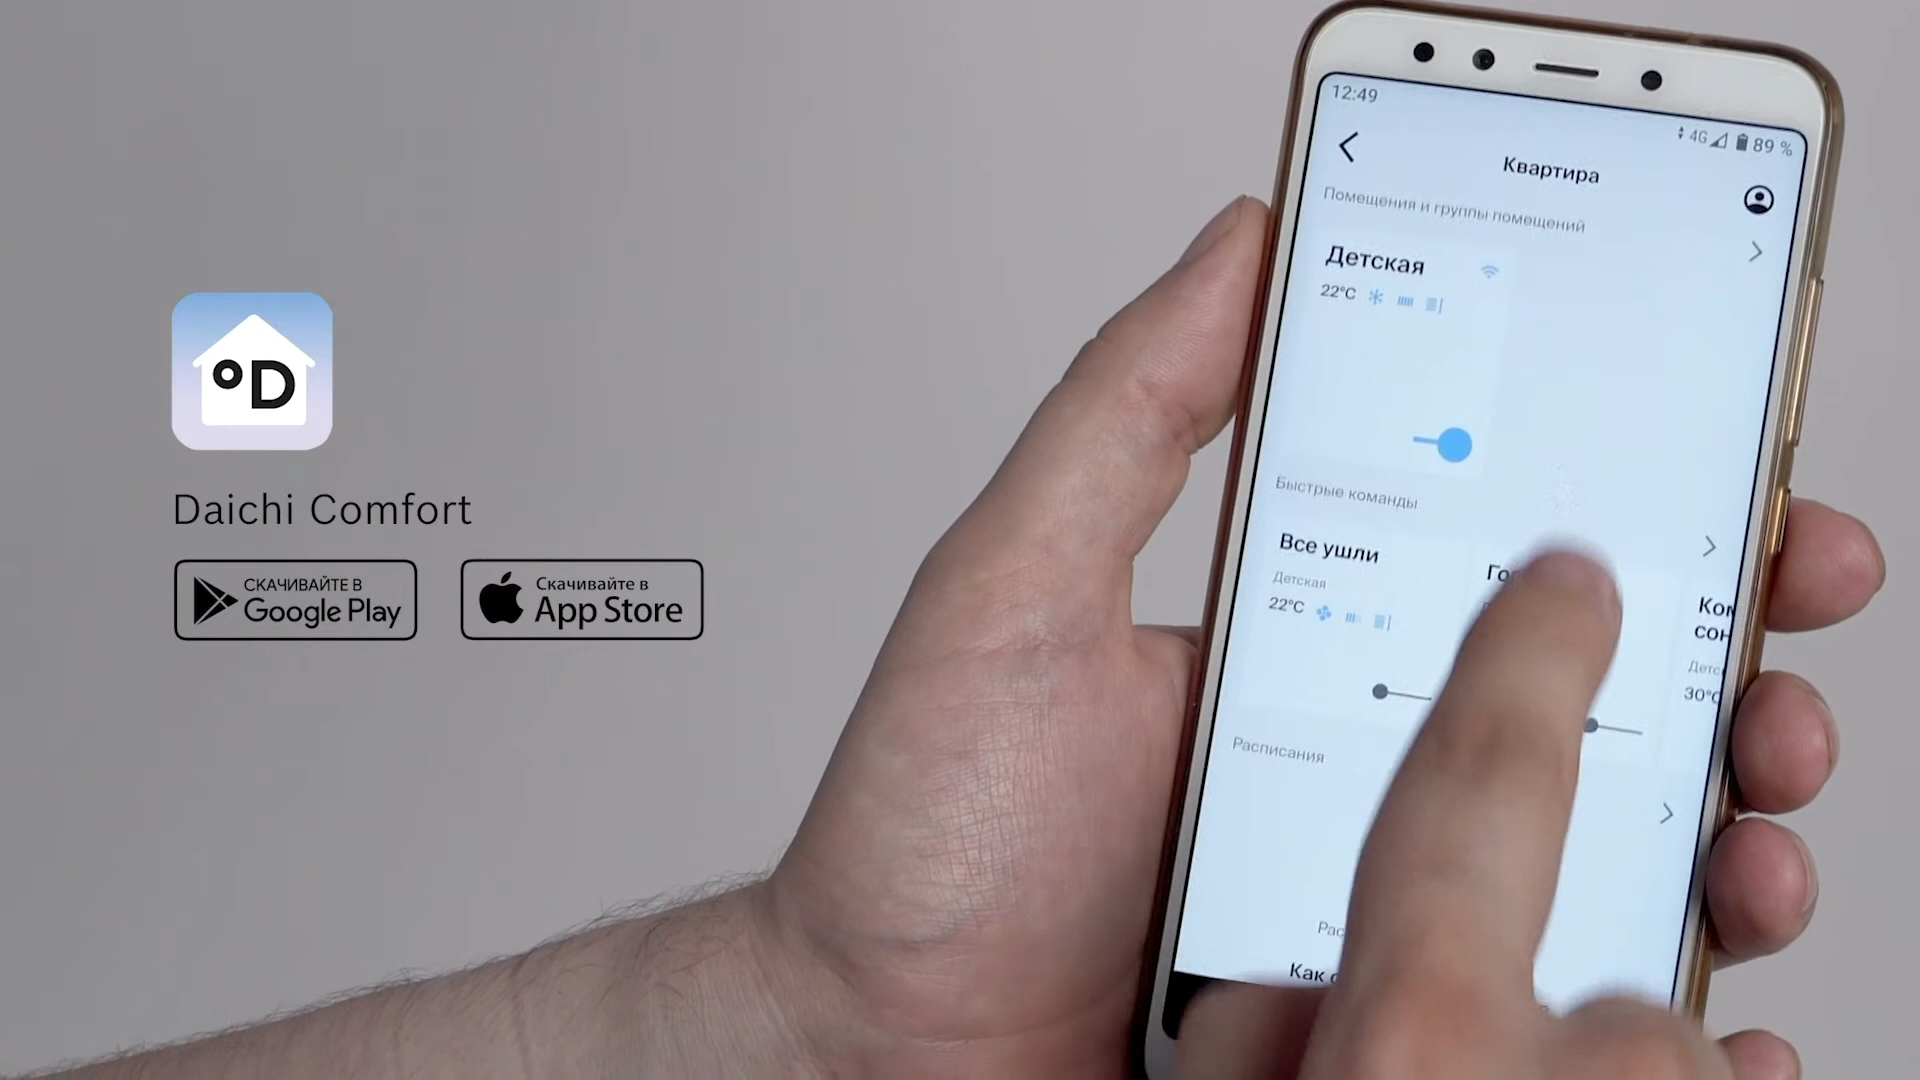 °D
Daichi Comfort
СКАЧИВАЙТЕ В
Google Play
Скачивайте в
App Store
12:49
4G 89 %
Квартира
Помещения и группы помещений
Детская
22°C
Быстрые команды
Все ушли
Детская
22°C
30°C
Расписания
Как